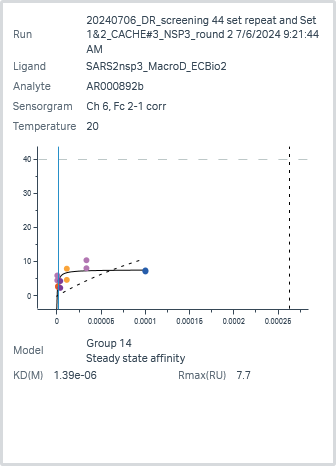 Run 20240706_DR_screening 44 set repeat and Set
1&2_CACHE#3_NSP3_round 2 7/6/2024 9:21:44
AM
Ligand SARS2nsp3_MacroD_ECBio2
Analyte AR000892b
Sensorgram Ch 6, Fc 2-1 corr
Temperature 20
40
30
20
10
0
0 0.00005 0.0001 0.00015 0.0002 0.00025
Model Group 14
Steady state affinity
KD(M) 1.39e-06 Rmax(RU) 7.7